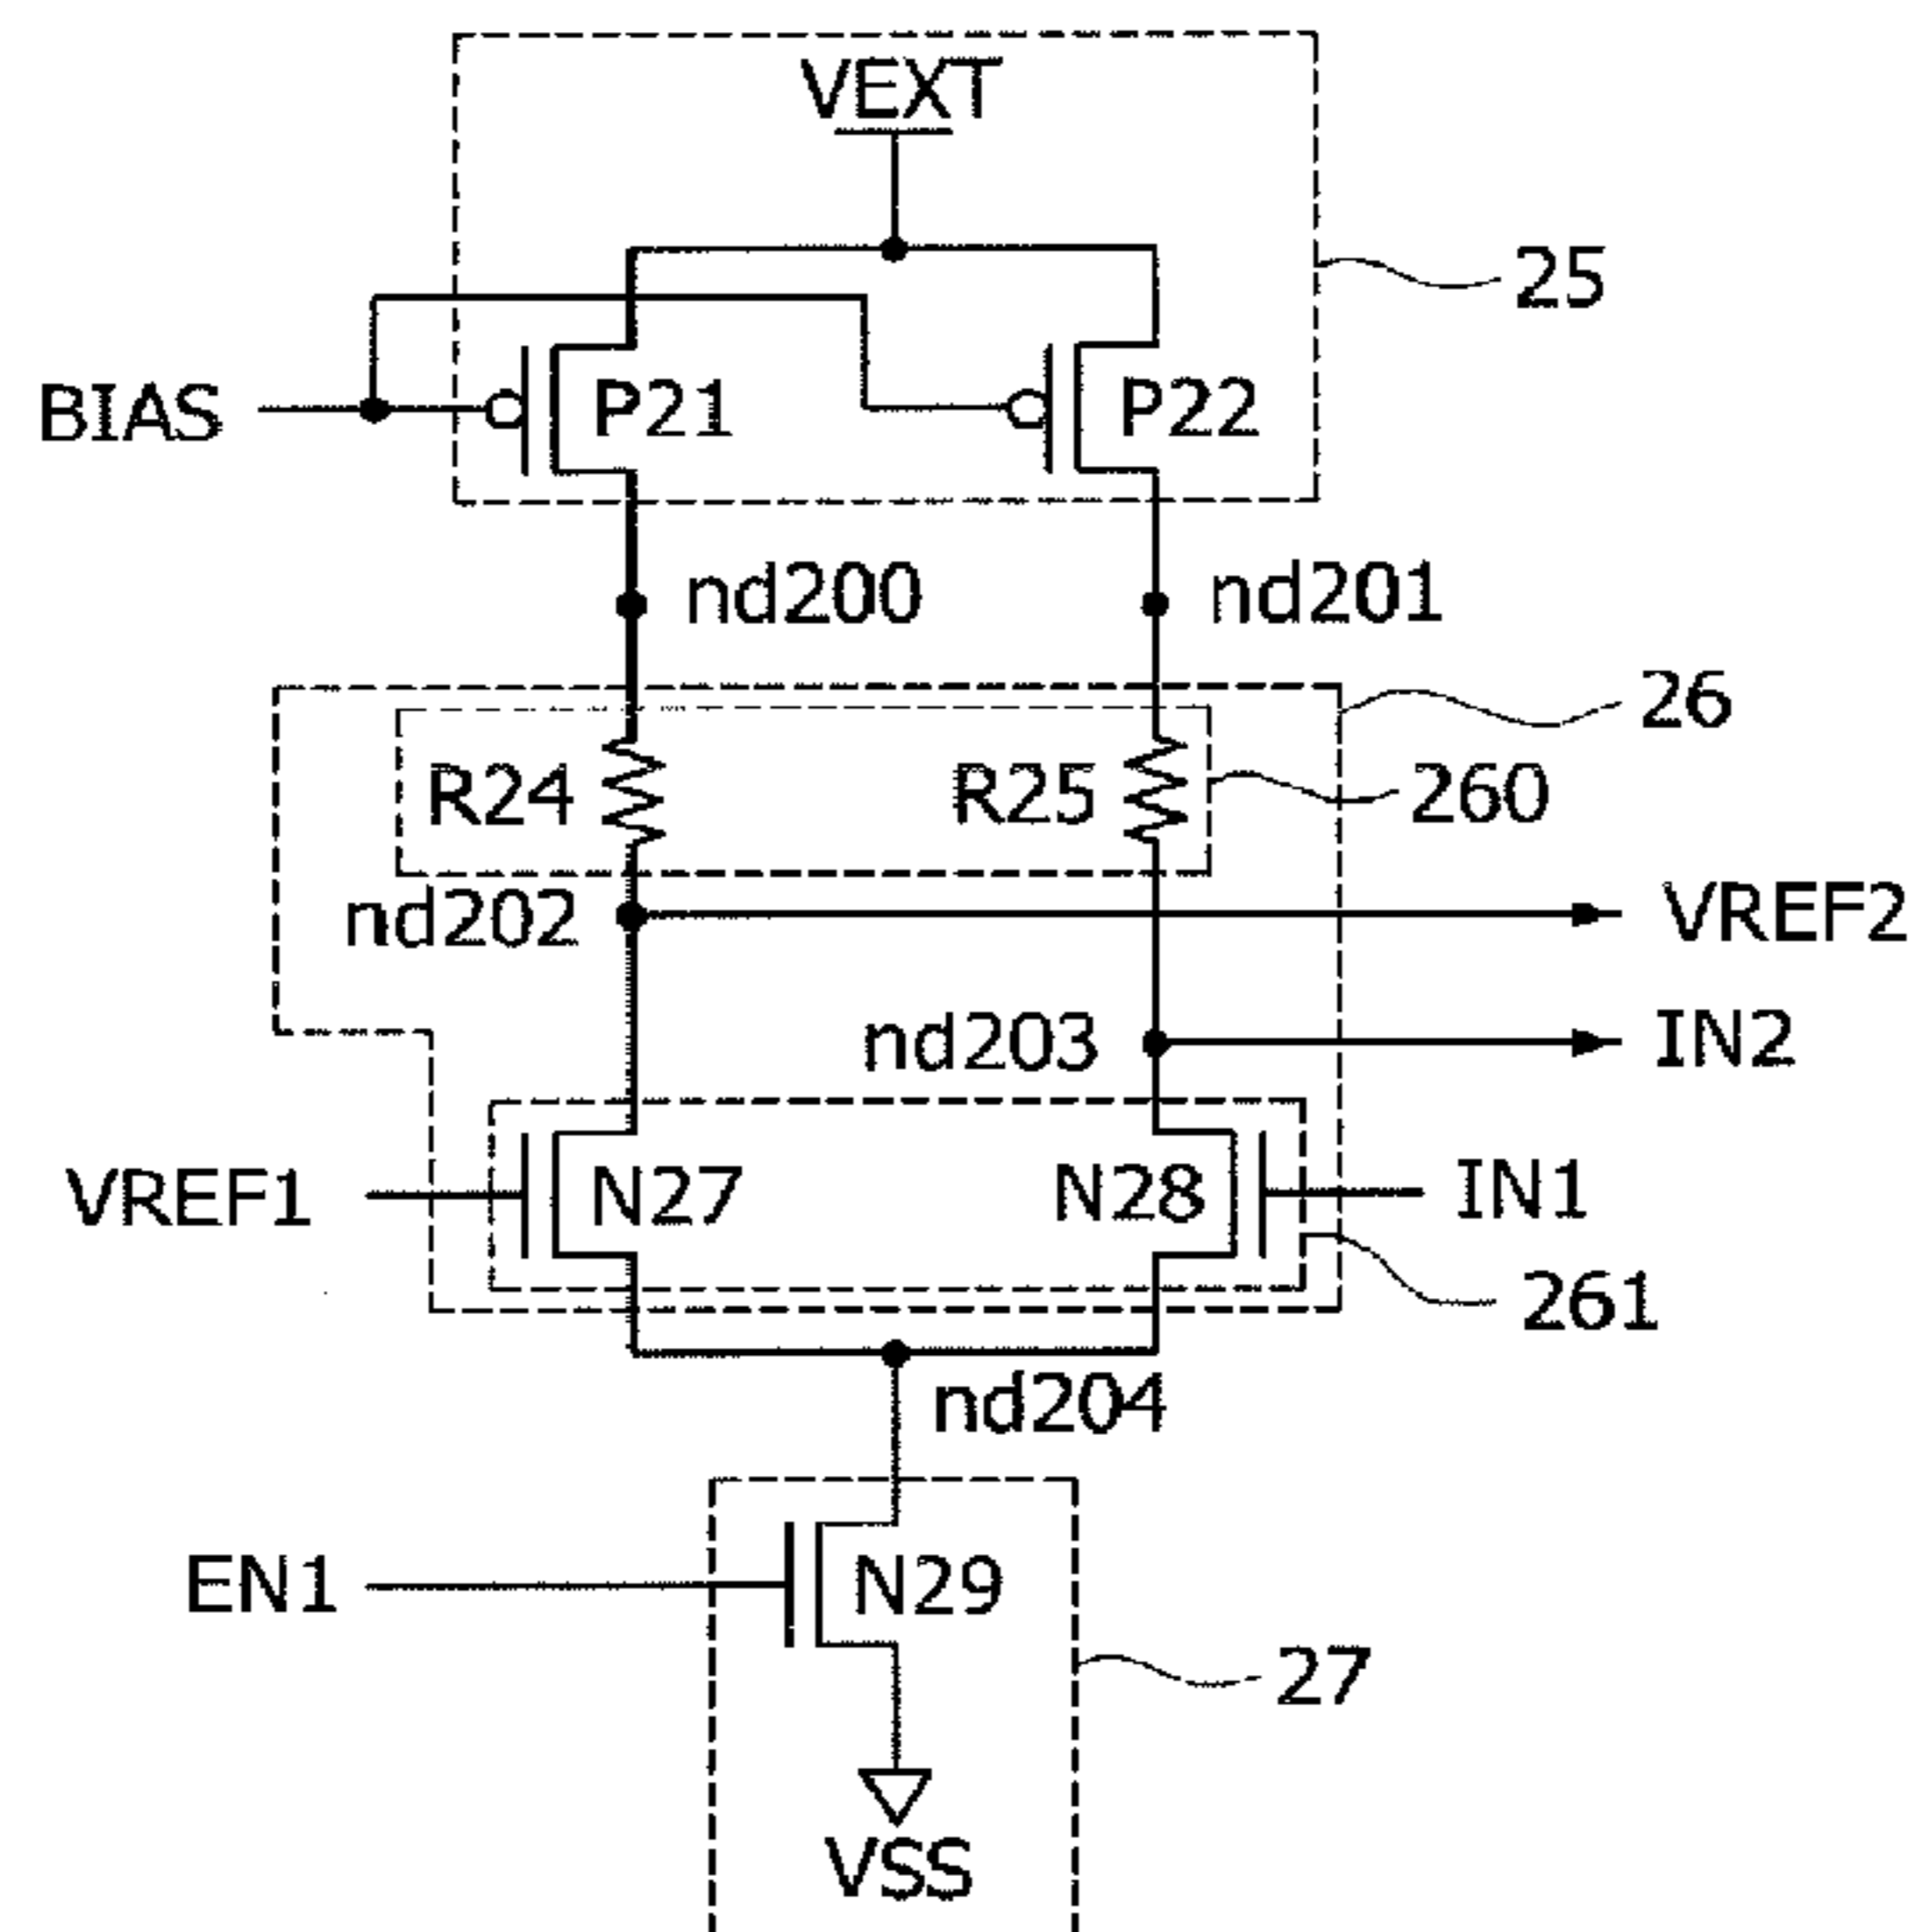 VEXT
25
BIAS
P21
P22
nd200
nd201
26
R24
R25
260
nd202
VREF2
nd203
IN2
VREF1
N27
N28
IN1
261
nd204
EN1
N29
27
VSS